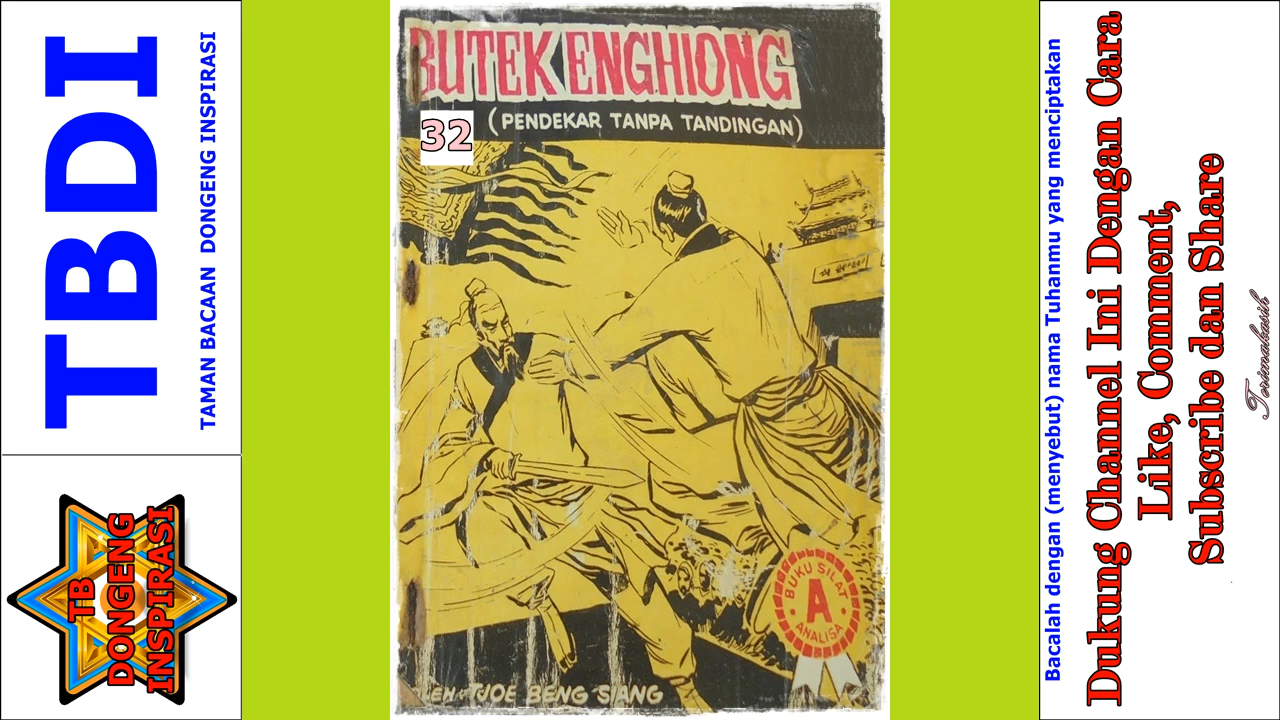 TBDI
TAMAN BACAAN DONGENG INSPIRASI
TB
DONGENG
INSPIRASI
BUTEK ENGHIONG
(PENDEKAR TANPA TANDINGAN)
32
BUKU SILAT
A
ANALISA
TJOE BENG SIANG
Bacalah dengan (menyebut) nama Tuhanmu yang menciptakan
Dukung Channel Ini Dengan Cara
Like, Comment,
Subscribe dan Share
Terimakasih